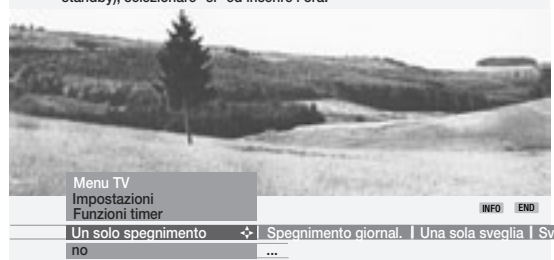 standby), selezionare "sì" ed inserire l'ora.
Menu TV
Impostazioni
Funzioni timer
INFO END
Un solo spegnimento Spegnimento giornal. Una sola sveglia Sv
no ...